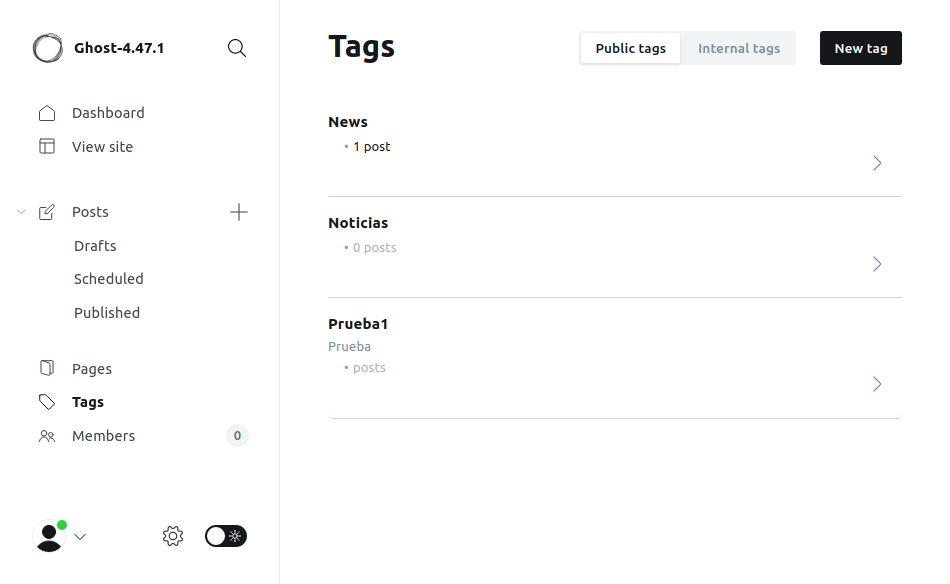 Ghost-4.47.1
Dashboard
View site
Posts
Drafts
Scheduled
Published
Pages
Tags
Members
0
Tags
Public tags
Internal tags
New tag
News
• 1 post
Noticias
• 0 posts
Prueba1
Prueba
• posts